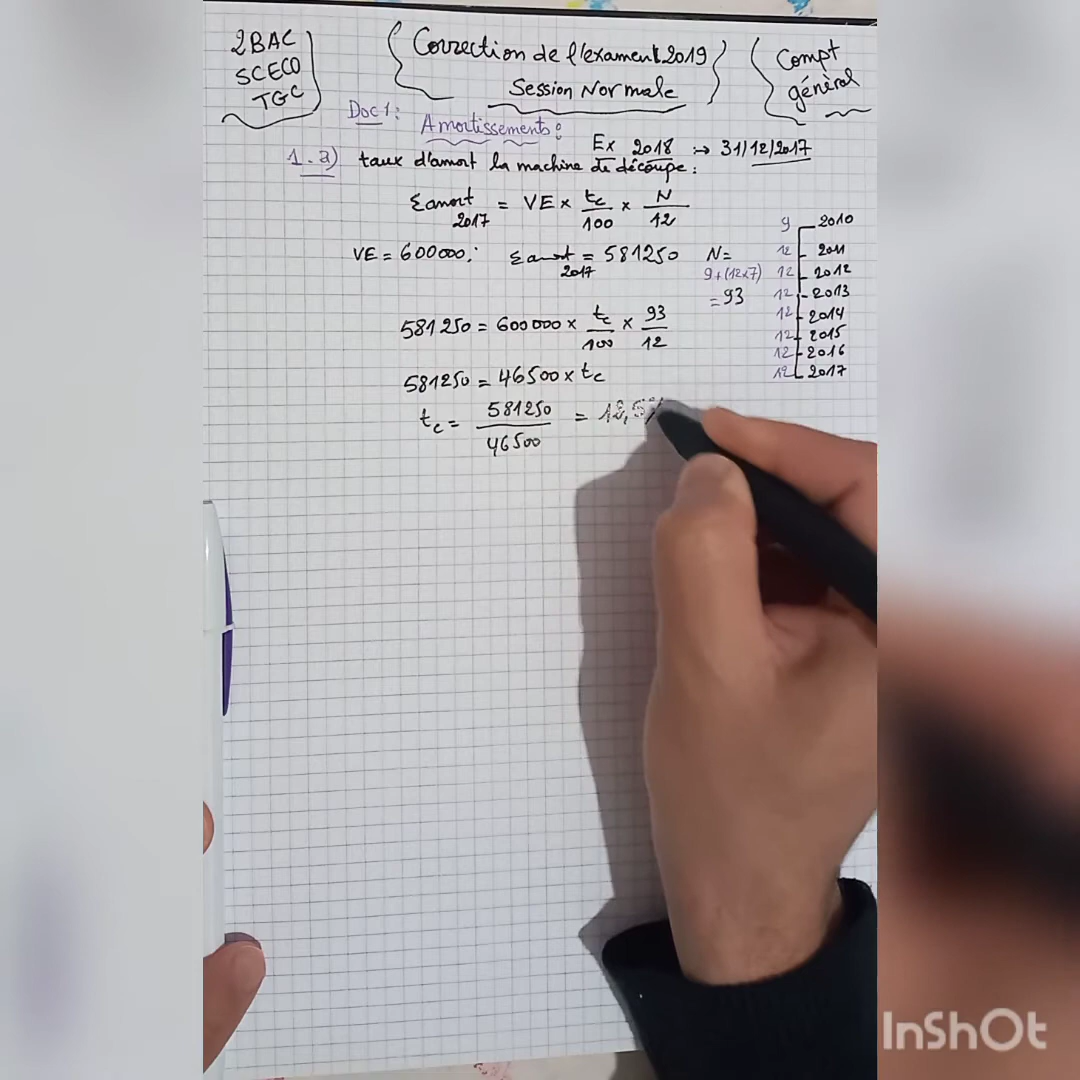 2BAC
SCECO
TGC
Correction de l'examen 2019
Session Normale
Compt
général
Doc1:
Amortissements:
Ex 2018 → 31/12/2017
1.a) taux d'amort la machine de découpe:
Σamort 2017 = VE × tc/100 × N/12
VE = 600000; Σamort 2017 = 581250 N=
9+(12×7)
= 93
9 2010
12 2011
12 2012
12 2013
12 2014
12 2015
12 2016
12 2017
581250 = 600000 × tc/100 × 93/12
581250 = 46500 × tc
tc = 581250/46500 = 12,5%
InShOt